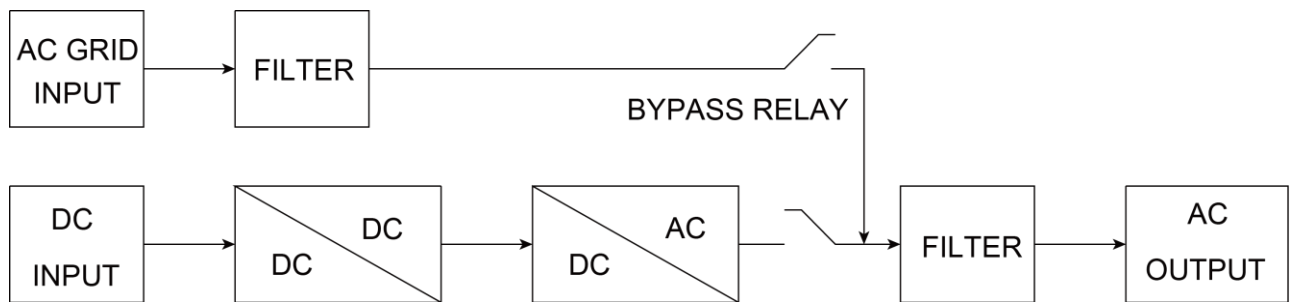 AC GRID
INPUT
FILTER
BYPASS RELAY
DC
INPUT
DC
DC
AC
DC
FILTER
AC
OUTPUT